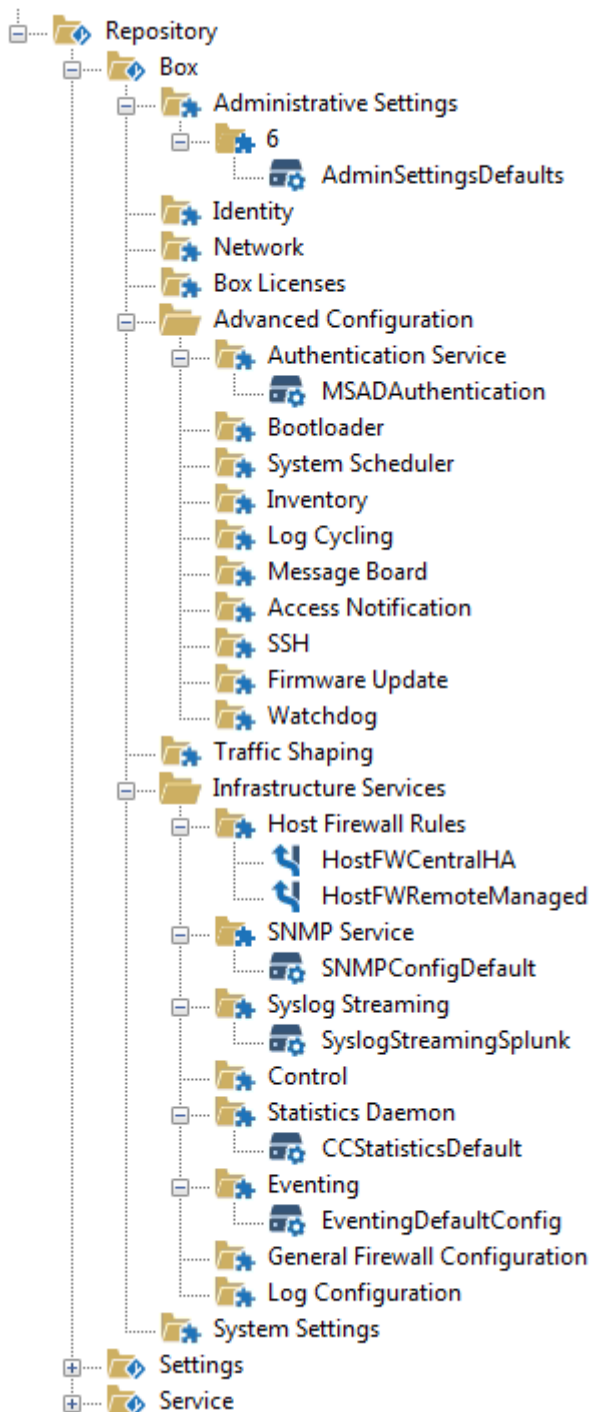 Repository
Box
Administrative Settings
6
AdminSettingsDefaults
Identity
Network
Box Licenses
Advanced Configuration
Authentication Service
MSADAuthentication
Bootloader
System Scheduler
Inventory
Log Cycling
Message Board
Access Notification
SSH
Firmware Update
Watchdog
Traffic Shaping
Infrastructure Services
Host Firewall Rules
HostFWCentralHA
HostFWRemoteManaged
SNMP Service
SNMPConfigDefault
Syslog Streaming
SyslogStreamingSplunk
Control
Statistics Daemon
CCStatisticsDefault
Eventing
EventingDefaultConfig
General Firewall Configuration
Log Configuration
System Settings
Settings
Service